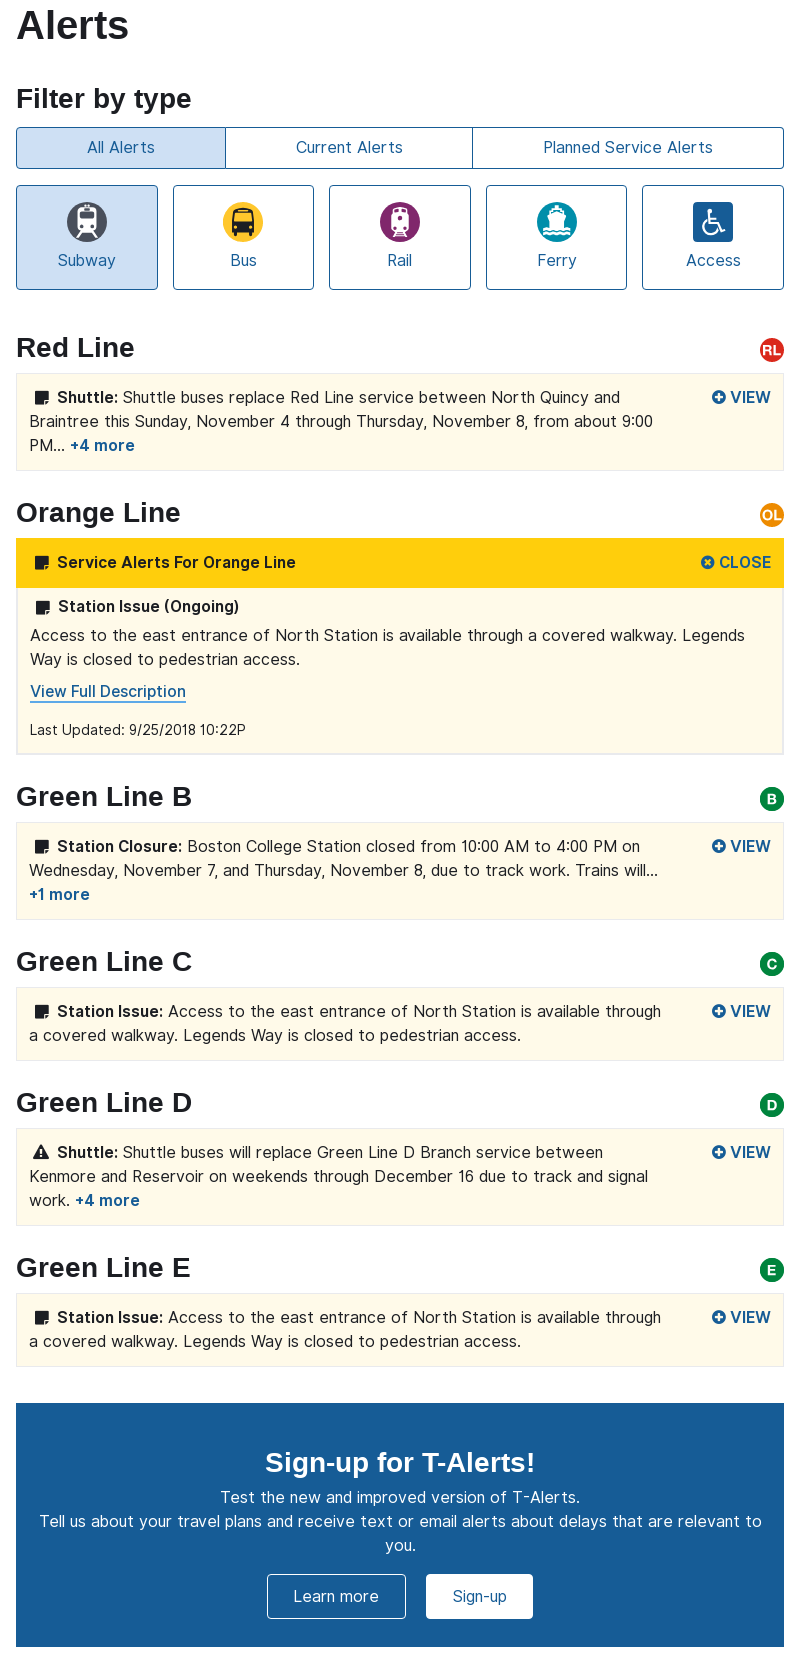 Alerts
Filter by type
All Alerts
Current Alerts
Planned Service Alerts
Subway
Bus
Rail
Ferry
Access
Red Line
RL
Shuttle: Shuttle buses replace Red Line service between North Quincy and
VIEW
Braintree this Sunday, November 4 through Thursday, November 8, from about 9:00
PM... +4 more
Orange Line
OL
Service Alerts For Orange Line
CLOSE
Station Issue (Ongoing)
Access to the east entrance of North Station is available through a covered walkway. Legends
Way is closed to pedestrian access.
View Full Description
Last Updated: 9/25/2018 10:22P
Green Line B
B
Station Closure: Boston College Station closed from 10:00 AM to 4:00 PM on
VIEW
Wednesday, November 7, and Thursday, November 8, due to track work. Trains will...
+1 more
Green Line C
C
Station Issue: Access to the east entrance of North Station is available through
VIEW
a covered walkway. Legends Way is closed to pedestrian access.
Green Line D
D
Shuttle: Shuttle buses will replace Green Line D Branch service between
VIEW
Kenmore and Reservoir on weekends through December 16 due to track and signal
work. +4 more
Green Line E
E
Station Issue: Access to the east entrance of North Station is available through
VIEW
a covered walkway. Legends Way is closed to pedestrian access.
Sign-up for T-Alerts!
Test the new and improved version of T-Alerts.
Tell us about your travel plans and receive text or email alerts about delays that are relevant to
you.
Learn more
Sign-up